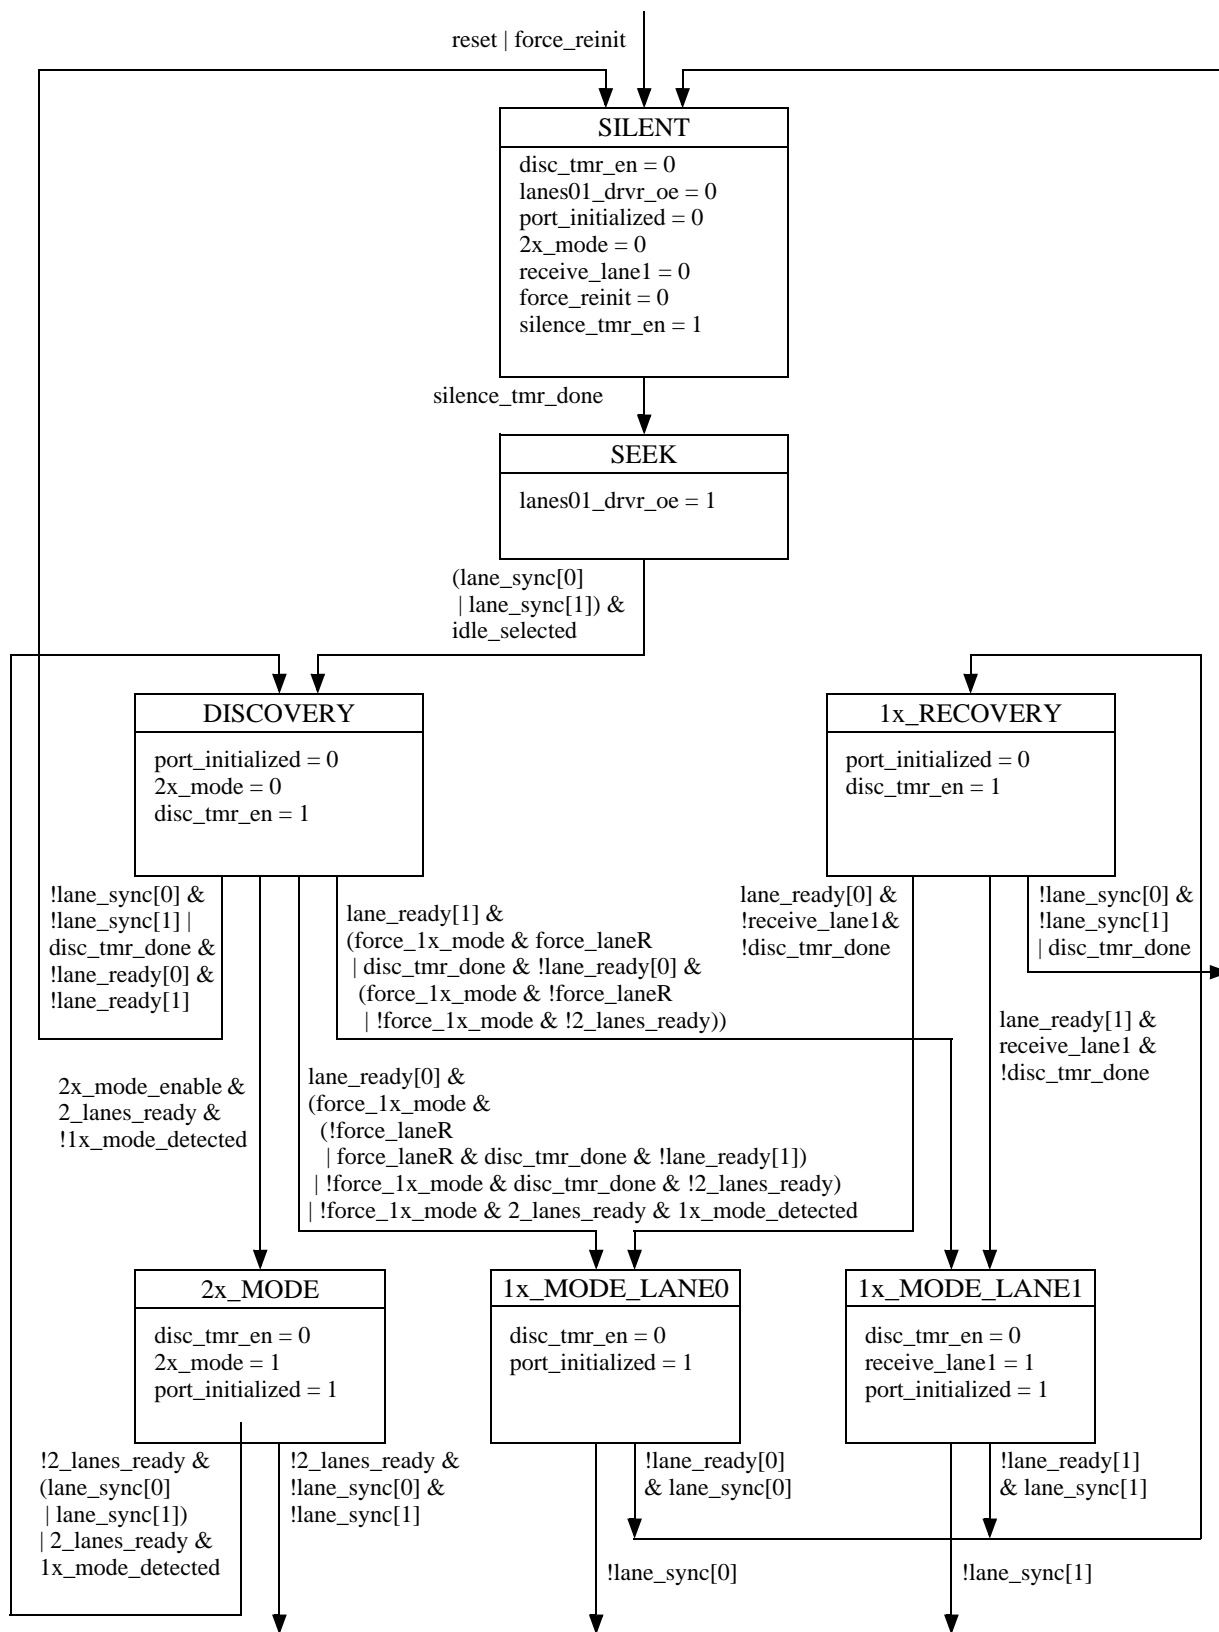 reset | force_reinit
SILENT
disc_tmr_en = 0
lanes01_drvr_oe = 0
port_initialized = 0
2x_mode = 0
receive_lane1 = 0
force_reinit = 0
silence_tmr_en = 1
silence_tmr_done
SEEK
lanes01_drvr_oe = 1
(lane_sync[0]
| lane_sync[1]) &
idle_selected
DISCOVERY
port_initialized = 0
2x_mode = 0
disc_tmr_en = 1
1x_RECOVERY
port_initialized = 0
disc_tmr_en = 1
!lane_sync[0] &
!lane_sync[1] |
disc_tmr_done &
!lane_ready[0] &
!lane_ready[1]
lane_ready[1] &
(force_1x_mode & force_laneR
| disc_tmr_done & !lane_ready[0] &
(force_1x_mode & !force_laneR
| !force_1x_mode & !2_lanes_ready))
lane_ready[0] &
!receive_lane1&
!disc_tmr_done
!lane_sync[0] &
!lane_sync[1]
| disc_tmr_done
lane_ready[1] &
receive_lane1 &
!disc_tmr_done
2x_mode_enable &
2_lanes_ready &
!1x_mode_detected
lane_ready[0] &
(force_1x_mode &
(!force_laneR
| force_laneR & disc_tmr_done & !lane_ready[1])
| !force_1x_mode & disc_tmr_done & !2_lanes_ready)
| !force_1x_mode & 2_lanes_ready & 1x_mode_detected
2x_MODE
disc_tmr_en = 0
2x_mode = 1
port_initialized = 1
1x_MODE_LANE0
disc_tmr_en = 0
port_initialized = 1
1x_MODE_LANE1
disc_tmr_en = 0
receive_lane1 = 1
port_initialized = 1
!2_lanes_ready &
(lane_sync[0]
| lane_sync[1])
| 2_lanes_ready &
1x_mode_detected
!2_lanes_ready &
!lane_sync[0] &
!lane_sync[1]
!lane_ready[0]
& lane_sync[0]
!lane_ready[1]
& lane_sync[1]
!lane_sync[0]
!lane_sync[1]